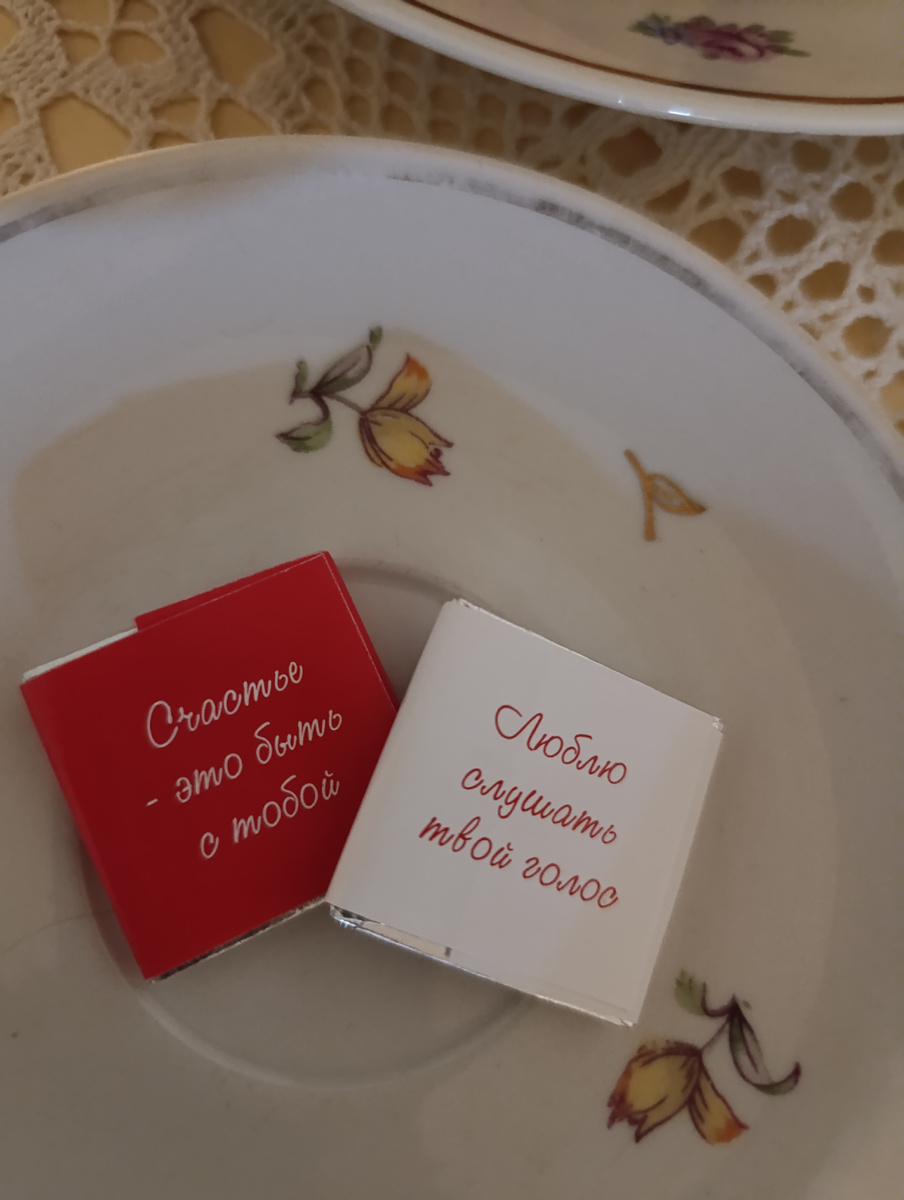 Счастье
- это быть
с тобой
Люблю
слушать
твой голос